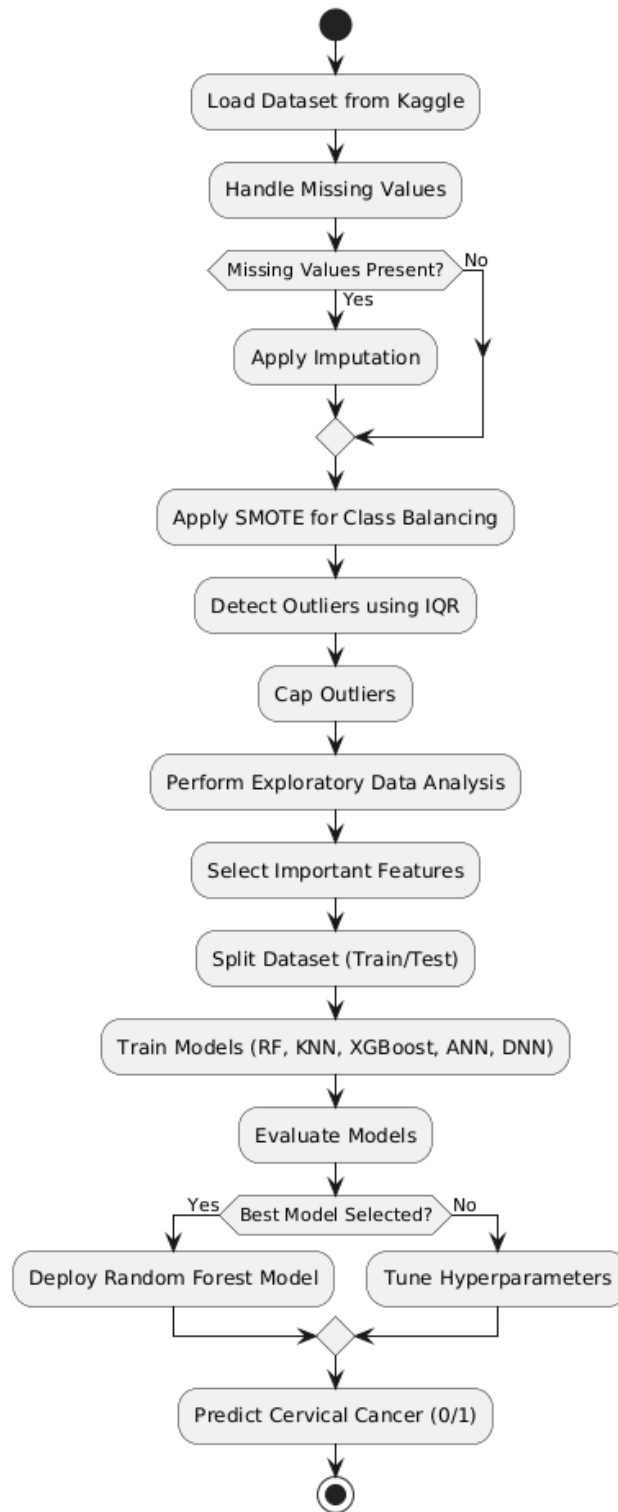 Load Dataset from Kaggle
Handle Missing Values
Missing Values Present?
No
Yes
Apply Imputation
Apply SMOTE for Class Balancing
Detect Outliers using IQR
Cap Outliers
Perform Exploratory Data Analysis
Select Important Features
Split Dataset (Train/Test)
Train Models (RF, KNN, XGBoost, ANN, DNN)
Evaluate Models
Yes
Best Model Selected?
No
Deploy Random Forest Model
Tune Hyperparameters
Predict Cervical Cancer (0/1)